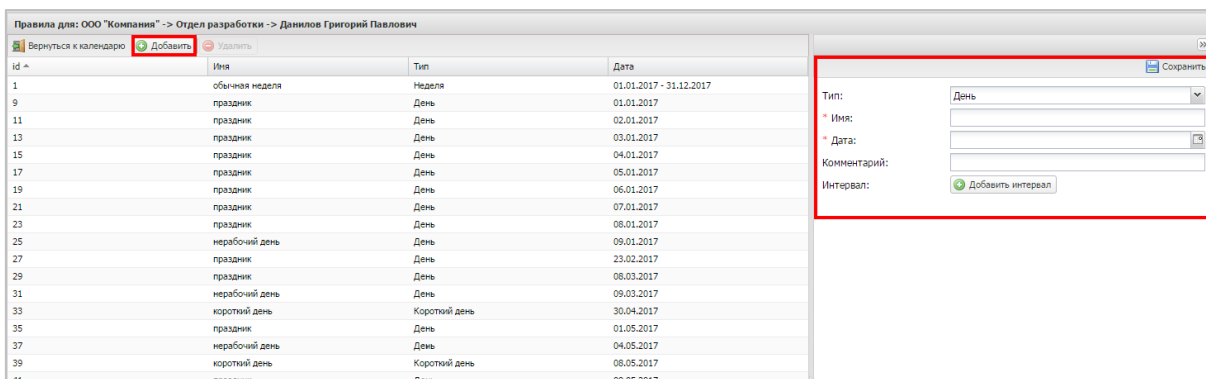 Правила для: ООО "Компания" -> Отдел разработки -> Данилов Григорий Павлович
Вернуться к календарю Добавить Удалить
id Имя Тип Дата
1 обычная неделя Неделя 01.01.2017 - 31.12.2017
9 праздник День 01.01.2017
11 праздник День 02.01.2017
13 праздник День 03.01.2017
15 праздник День 04.01.2017
17 праздник День 05.01.2017
19 праздник День 06.01.2017
21 праздник День 07.01.2017
23 праздник День 08.01.2017
25 нерабочий день День 09.01.2017
27 праздник День 23.02.2017
29 праздник День 08.03.2017
31 нерабочий день День 09.03.2017
33 короткий день Короткий день 30.04.2017
35 праздник День 01.05.2017
37 нерабочий день День 04.05.2017
39 короткий день Короткий день 08.05.2017
Сохранить
Тип: День
* Имя:
* Дата:
Комментарий:
Интервал: Добавить интервал